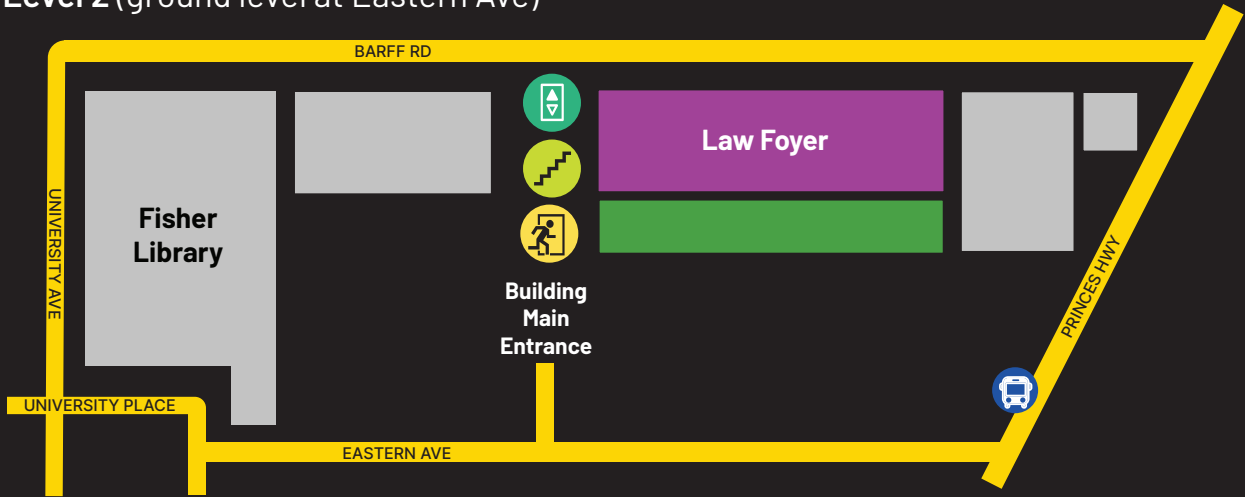 Level 2 (ground level at Eastern Ave)
BARFF RD
Law Foyer
UNIVERSITY AVE
Fisher
Library
Building
Main
Entrance
PRINCES HWY
UNIVERSITY PLACE
EASTERN AVE